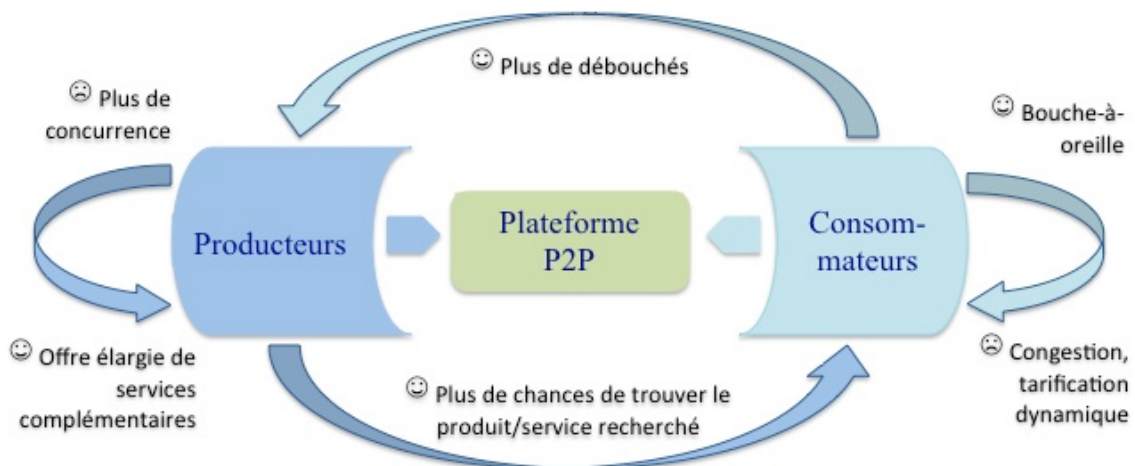 ☺ Plus de débouchés
☹ Plus de
concurrence
☺ Bouche-à-
oreille
Producteurs
Plateforme
P2P
Consom-
mateurs
☺ Offre élargie de
services
complémentaires
☺ Plus de chances de trouver le
produit/service recherché
☹ Congestion,
tarification
dynamique